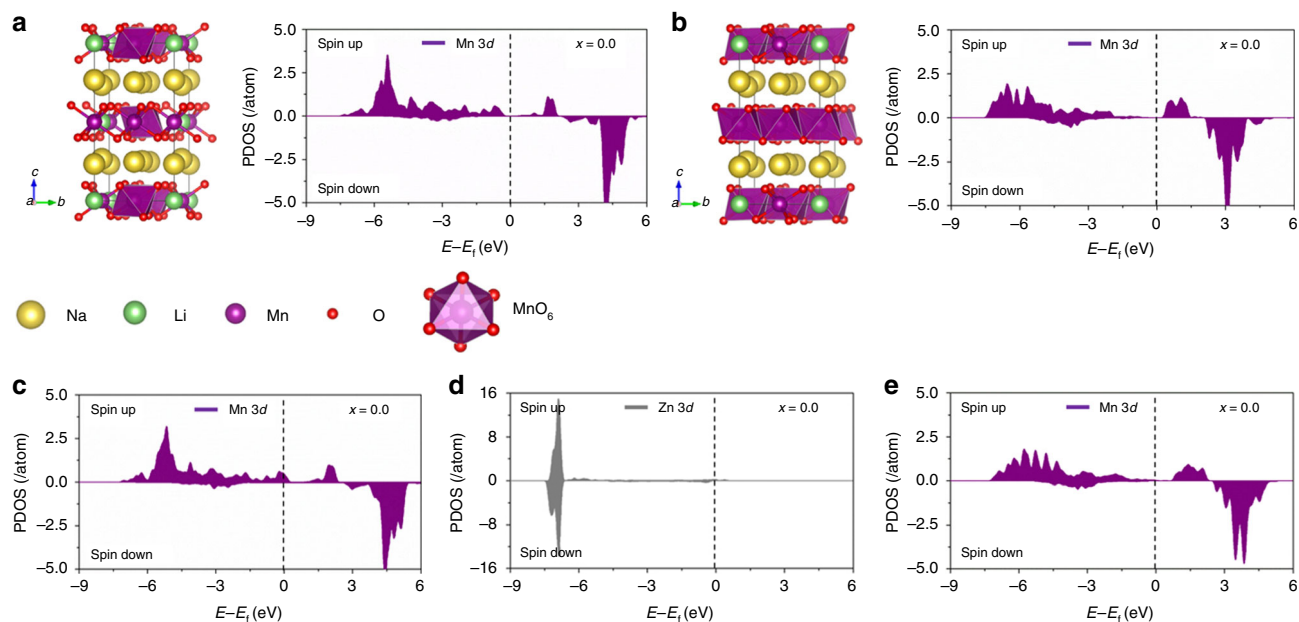 a
Spin up
Mn 3d
x = 0.0
5.0
2.5
0.0
−2.5
−5.0
PDOS (/atom)
Spin down
−9
−6
−3
0
3
6
E–Ef (eV)
c
a
b
b
Spin up
Mn 3d
x = 0.0
5.0
2.5
0.0
−2.5
−5.0
PDOS (/atom)
Spin down
−9
−6
−3
0
3
6
E–Ef (eV)
c
a
b
Na
Li
Mn
O
MnO6
c
Spin up
Mn 3d
x = 0.0
5.0
2.5
0.0
−2.5
−5.0
PDOS (/atom)
Spin down
−9
−6
−3
0
3
6
E–Ef (eV)
d
Spin up
Zn 3d
x = 0.0
16
8
0
−8
−16
PDOS (/atom)
Spin down
−9
−6
−3
0
3
6
E–Ef (eV)
e
Spin up
Mn 3d
x = 0.0
5.0
2.5
0.0
−2.5
−5.0
PDOS (/atom)
Spin down
−9
−6
−3
0
3
6
E–Ef (eV)